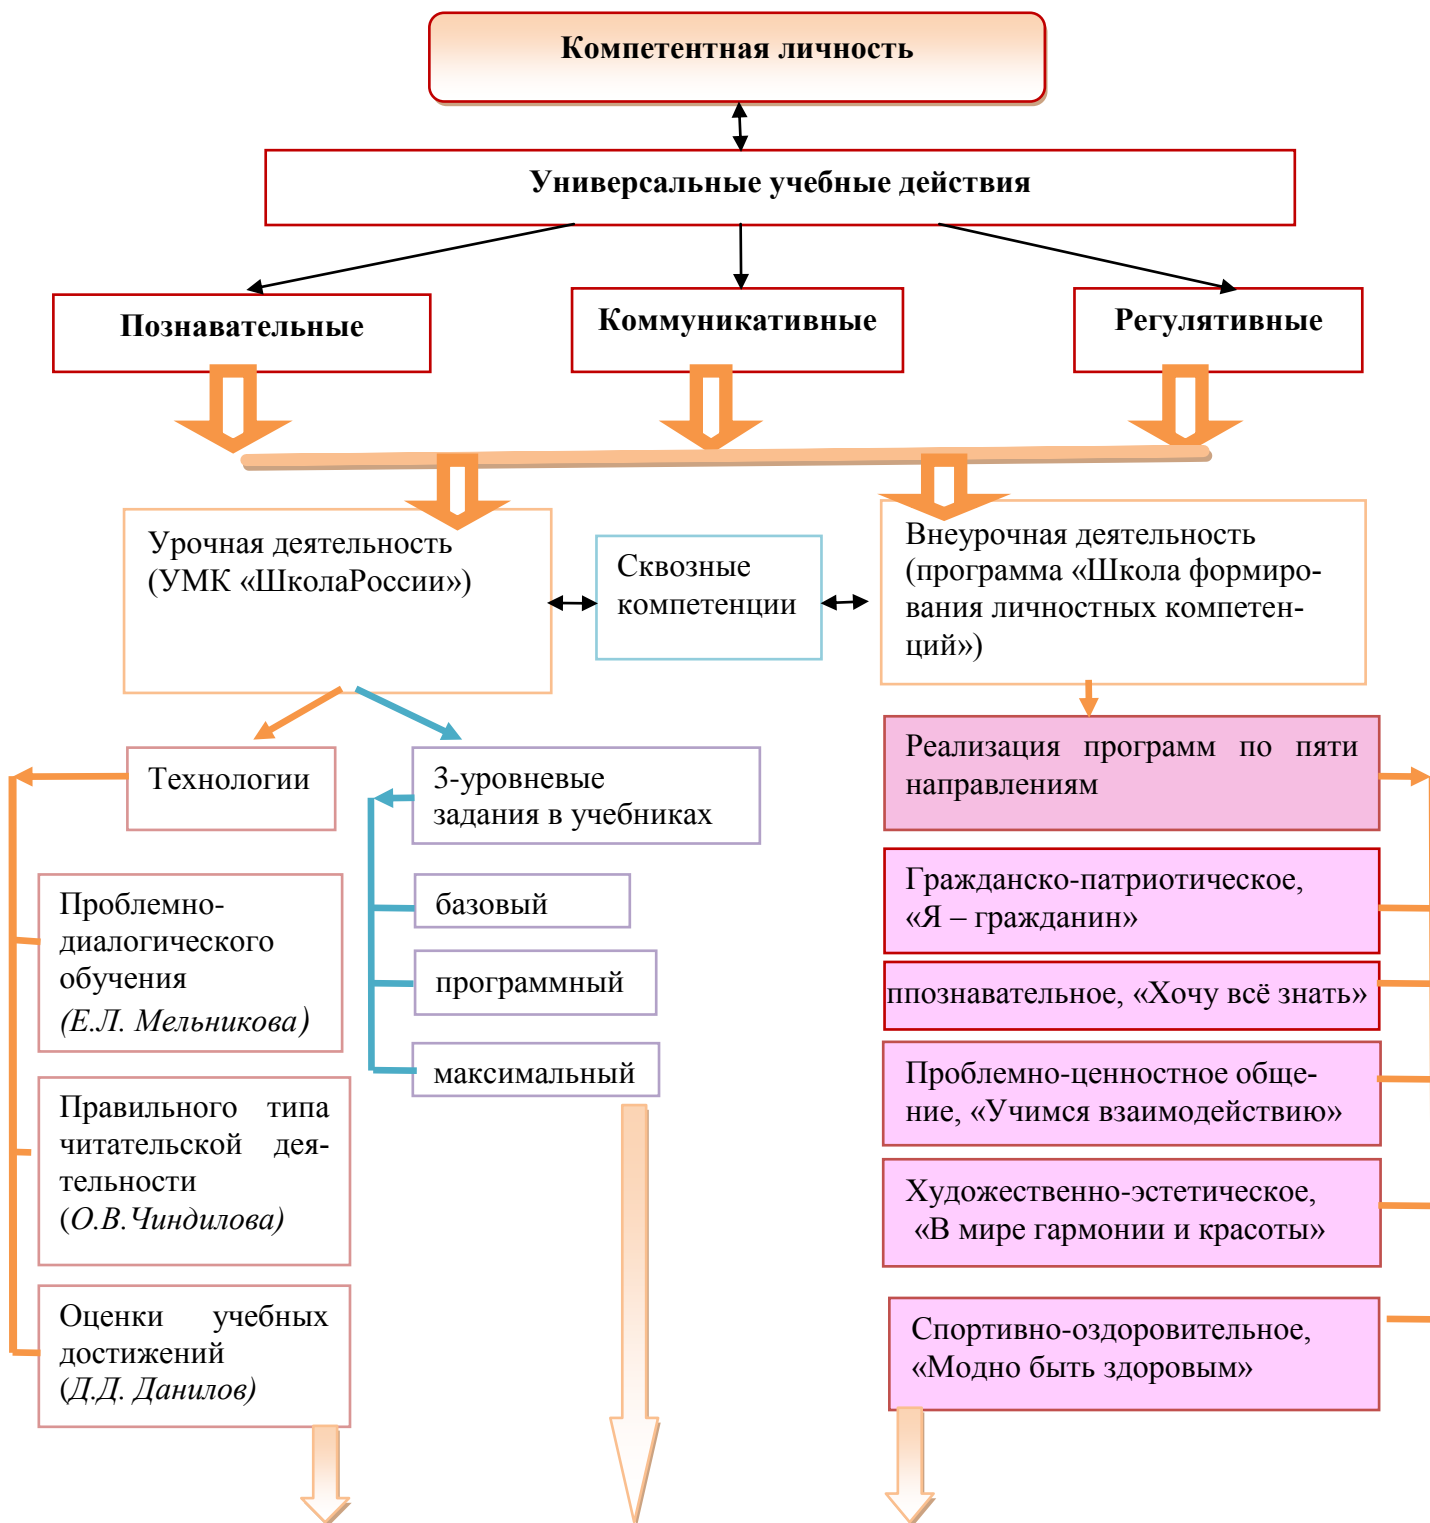 Компетентная личность
Универсальные учебные действия
Познавательные
Коммуникативные
Регулятивные
Урочная деятельность
(УМК «ШколаРоссии»)
Сквозные
компетенции
Внеурочная деятельность
(программа «Школа формиро-
вания личностных компетен-
ций»)
Технологии
3-уровневые
задания в учебниках
Реализация программ по пяти
направлениям
Проблемно-
диалогического
обучения
(Е.Л. Мельникова)
базовый
программный
максимальный
Гражданско-патриотическое,
«Я – гражданин»
ппознавательное, «Хочу всё знать»
Проблемно-ценностное обще-
ние, «Учимся взаимодействию»
Правильного типа
читательской дея-
тельности
(О.В.Чиндилова)
Художественно-эстетическое,
«В мире гармонии и красоты»
Оценки учебных
достижений
(Д.Д. Данилов)
Спортивно-оздоровительное,
«Модно быть здоровым»